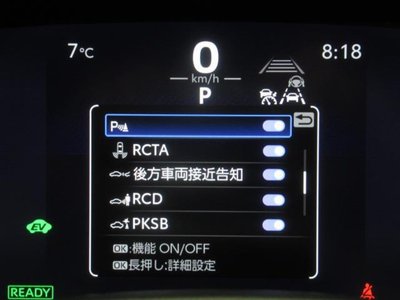 7°C
0
8:18
km/h
P
P
RCTA
後方車両接近告知
RCD
PKSB
OK:機能 ON/OFF
OK長押し:詳細設定
EV
READY